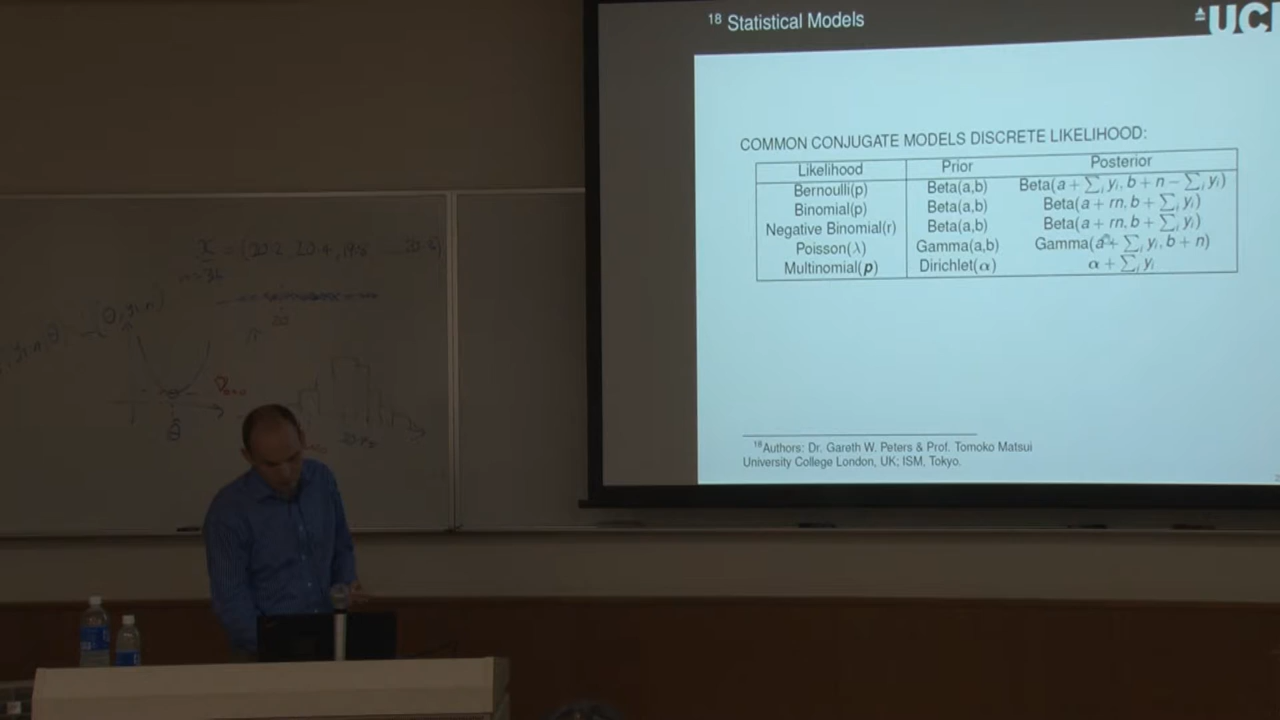 18 Statistical Models
UCL
COMMON CONJUGATE MODELS DISCRETE LIKELIHOOD:
Likelihood Prior Posterior
Bernoulli(p) Beta(a,b) Beta(a + ∑i yi, b + n − ∑i yi)
Binomial(p) Beta(a,b) Beta(a + rn, b + ∑i yi)
Negative Binomial(r) Beta(a,b) Beta(a + rn, b + ∑i yi)
Poisson(λ) Gamma(a,b) Gamma(a + ∑i yi, b + n)
Multinomial(p) Dirichlet(α) α + ∑i yi
18 Authors: Dr. Gareth W. Peters & Prof. Tomoko Matsui
University College London, UK; ISM, Tokyo.